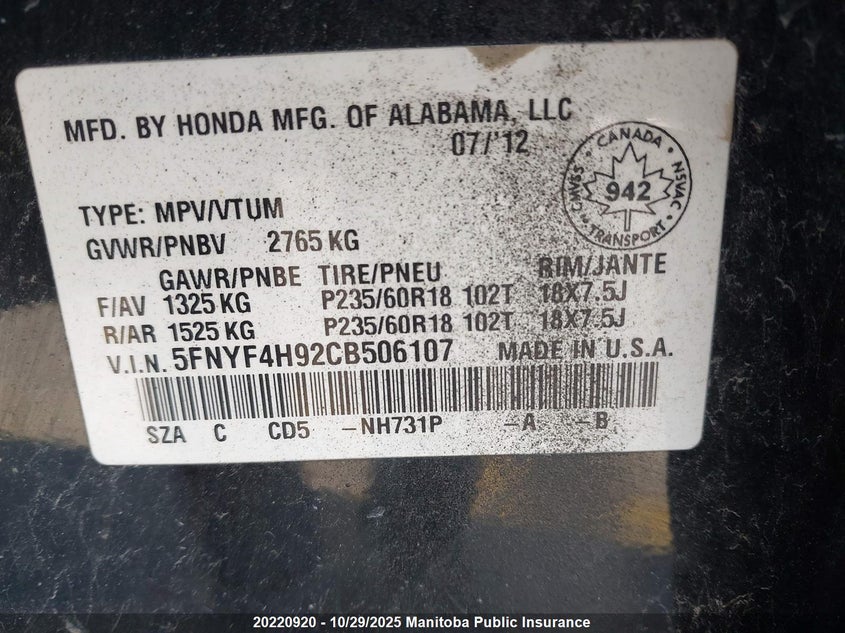 MFD. BY HONDA MFG. OF ALABAMA, LLC
07/'12
CANADA
NSVAC
TRANSPORT
CMVSS
942
TYPE: MPV/VTUM
GVWR/PNBV 2765 KG
GAWR/PNBE TIRE/PNEU RIM/JANTE
F/AV 1325 KG P235/60R18 102T 18X7.5J
R/AR 1525 KG P235/60R18 102T 18X7.5J
V.I.N. 5FNYF4H92CB506107 MADE IN U.S.A.
SZA C CD5 -NH731P -A -B
20220920 - 10/29/2025 Manitoba Public Insurance